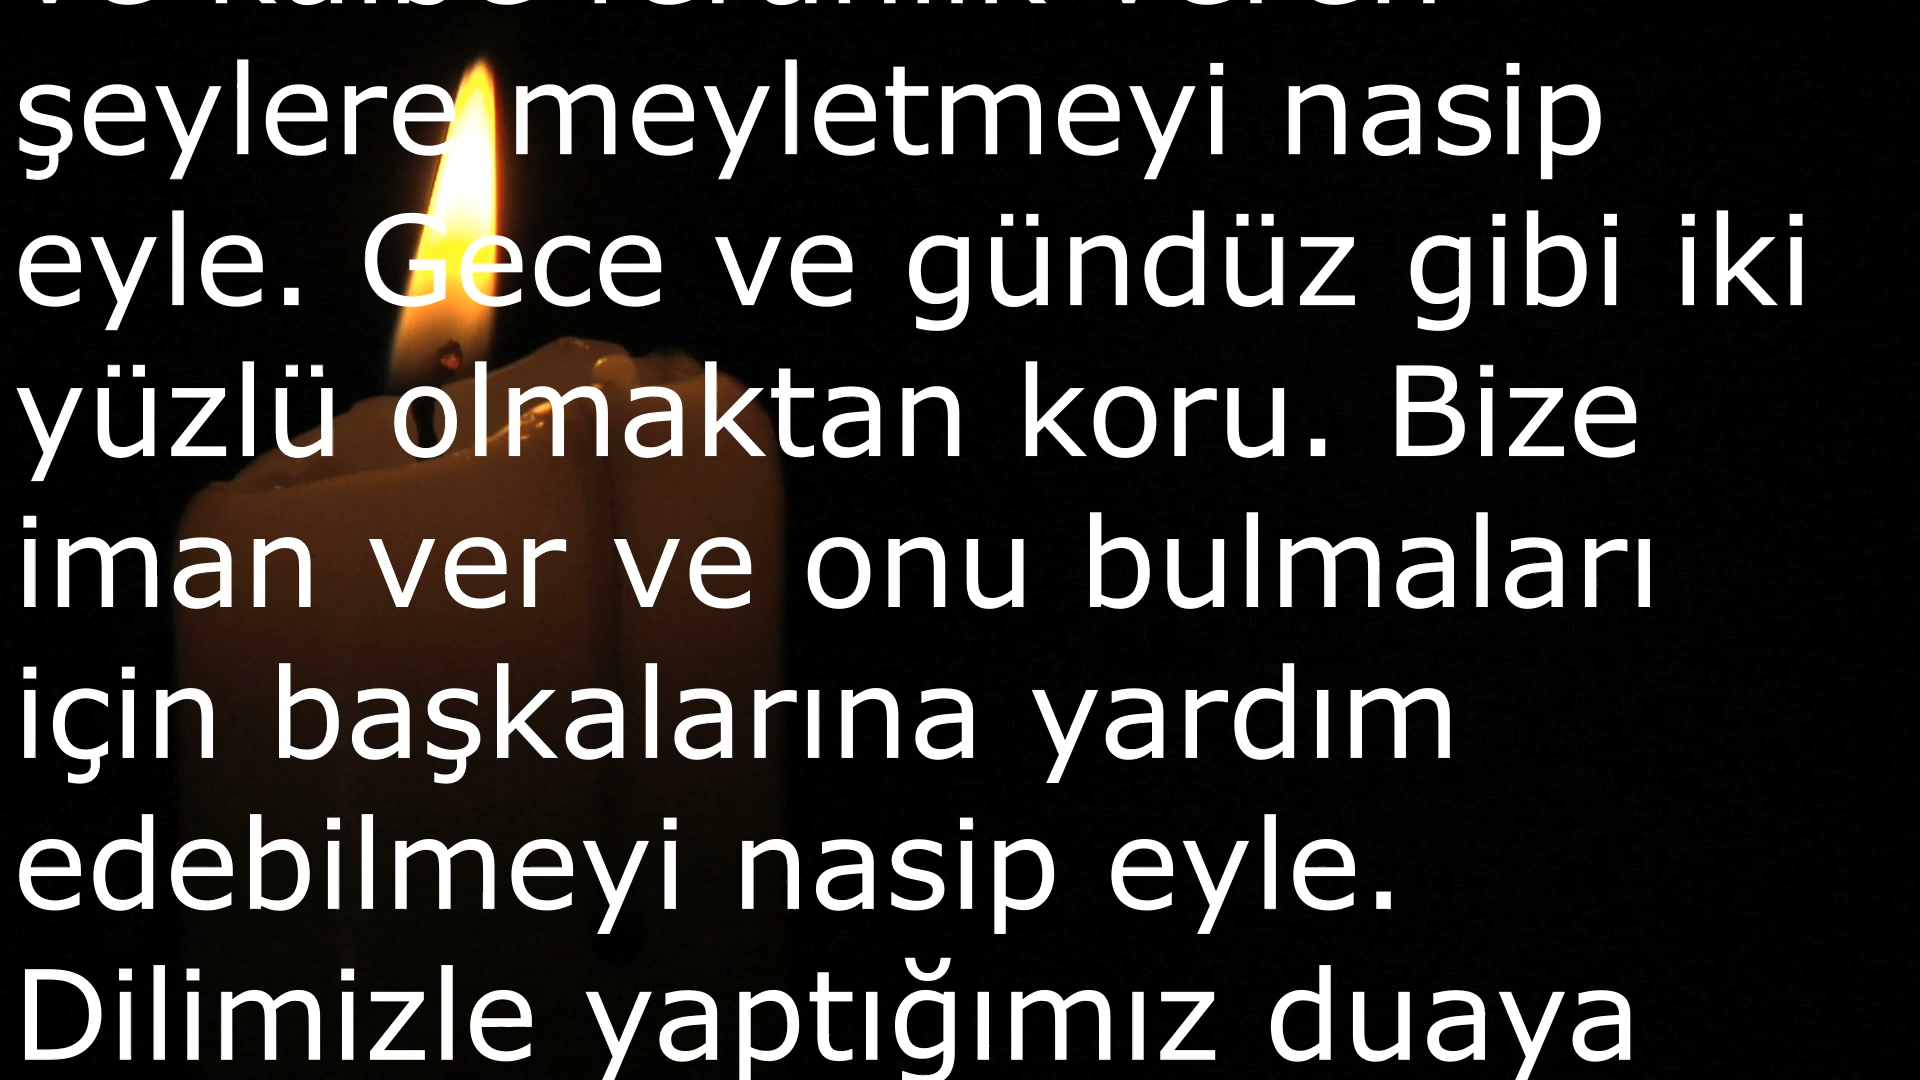 şeylere meyletmeyi nasip
eyle. Gece ve gündüz gibi iki
yüzlü olmaktan koru. Bize
iman ver ve onu bulmaları
için başkalarına yardım
edebilmeyi nasip eyle.
Dilimizle yaptığımız duaya